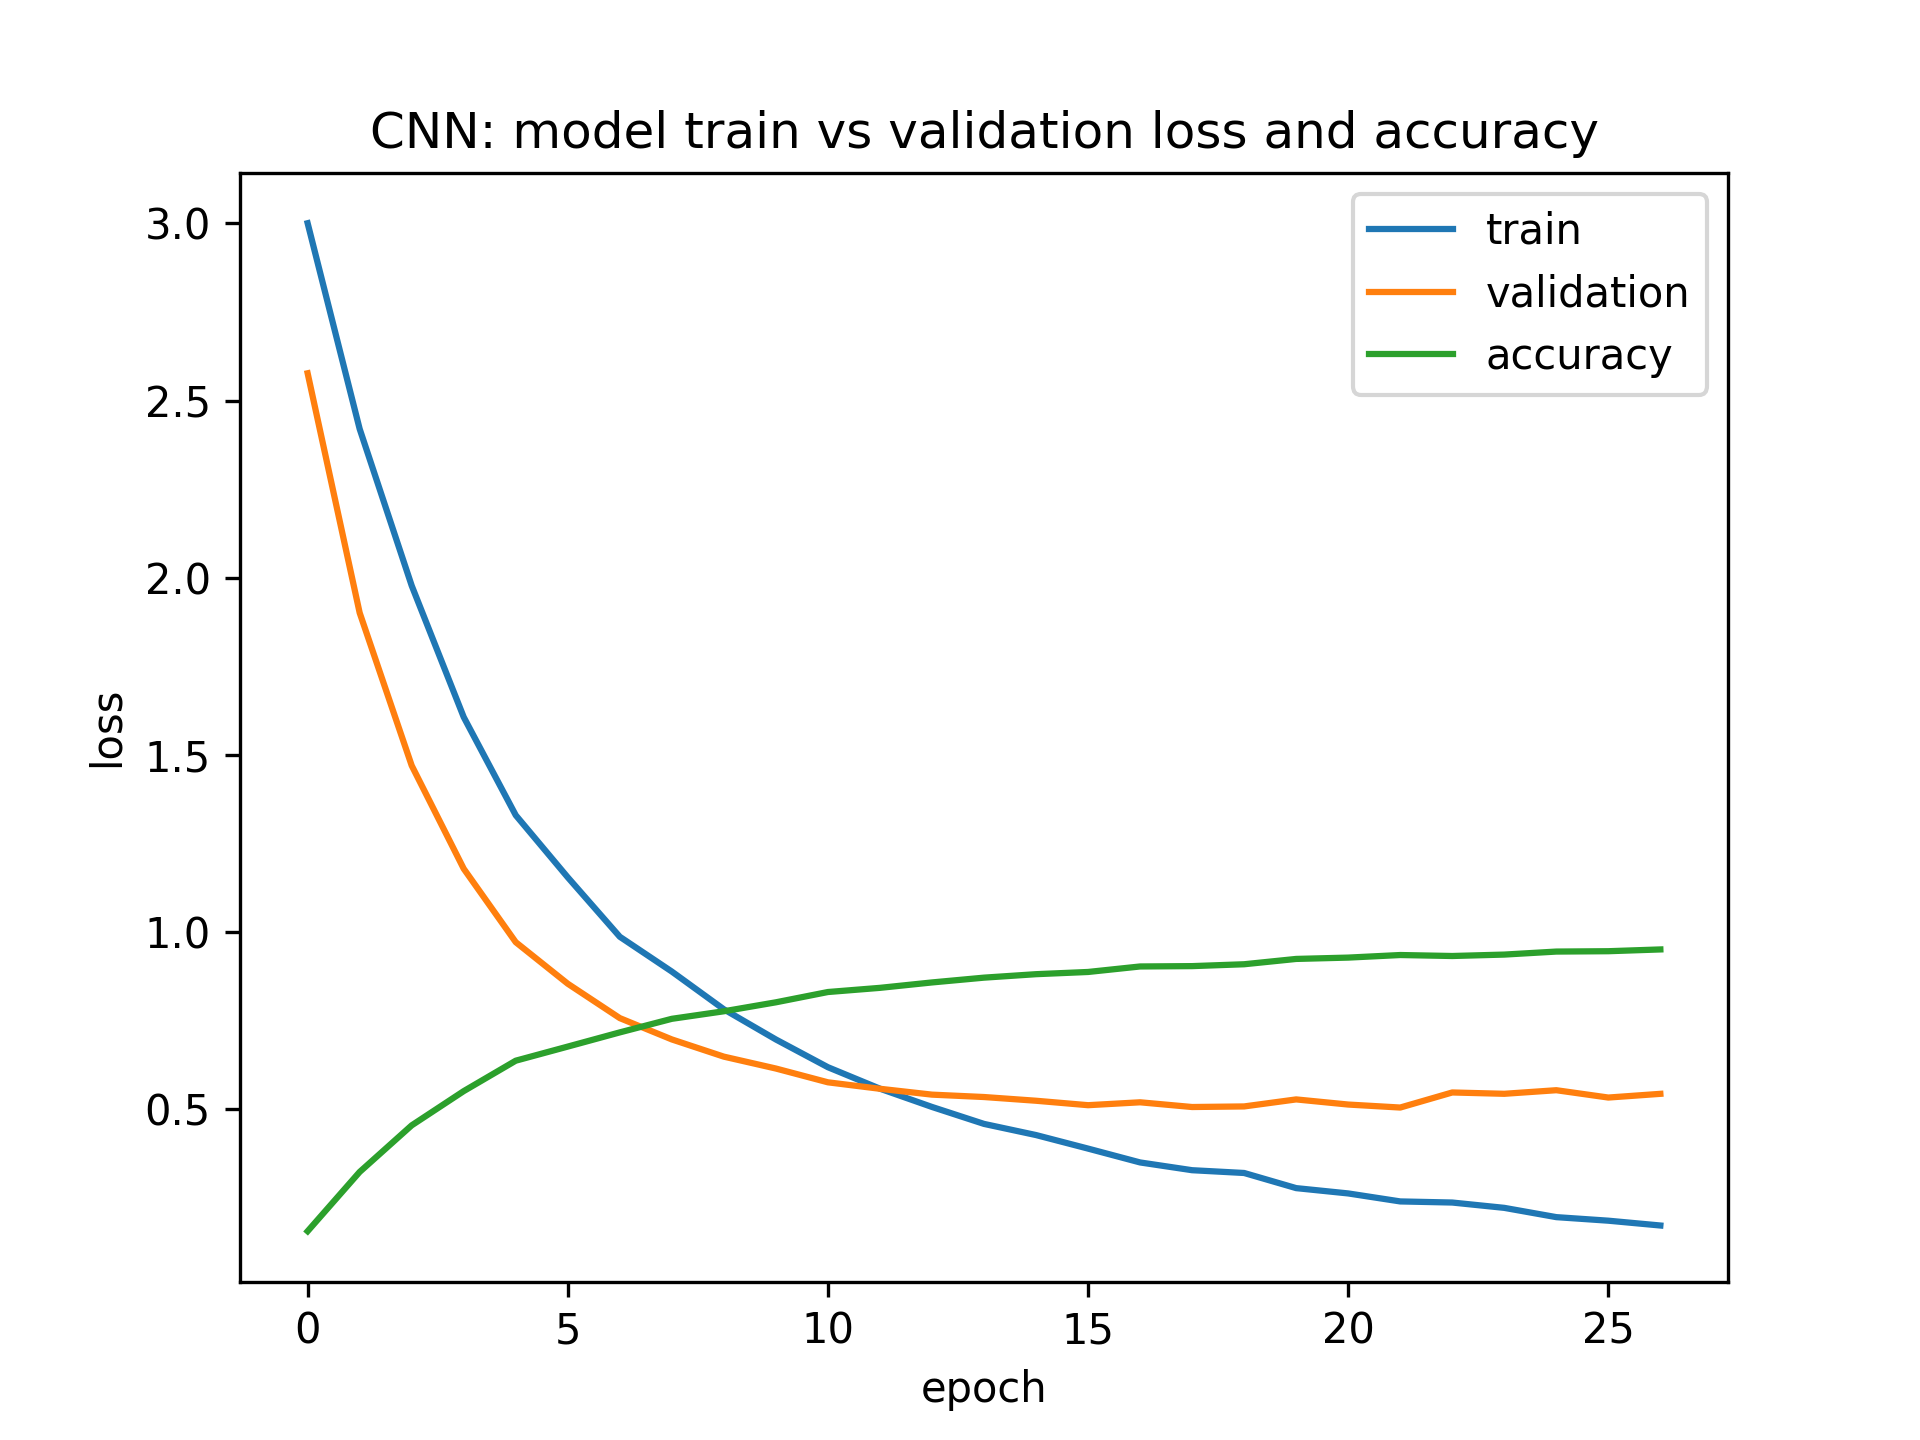 CNN: model train vs validation loss and accuracy
train
validation
accuracy
3.0
2.5
2.0
1.5
1.0
0.5
loss
0 5 10 15 20 25
epoch